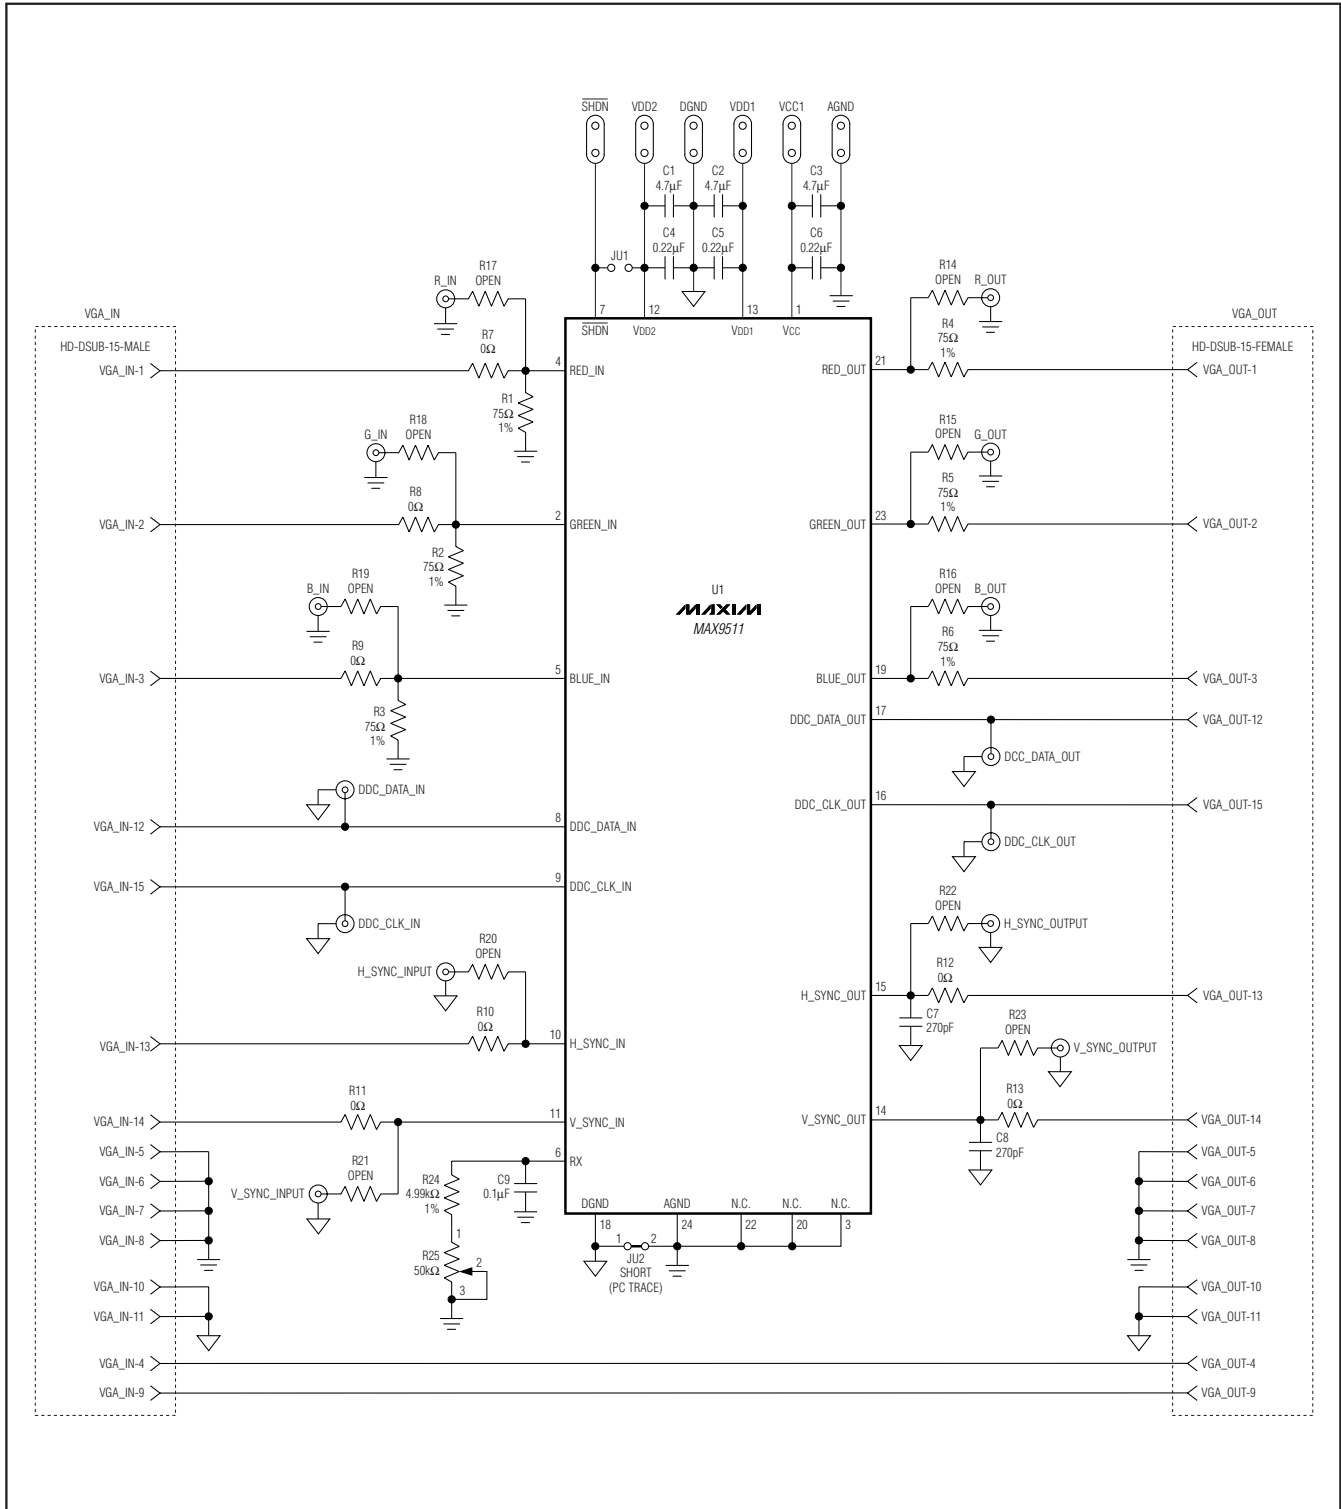 SHDN VDD2 DGND VDD1 VCC1 AGND
C1
4.7µF
C2
4.7µF
C3
4.7µF
C4
0.22µF
C5
0.22µF
C6
0.22µF
JU1
7 12 13 1
SHDN VDD2 VDD1 VCC
VGA_IN
HD-DSUB-15-MALE
VGA_IN-1
R_IN
R17
OPEN
R7
0Ω
4
RED_IN
R1
75Ω
1%
G_IN
R18
OPEN
R8
0Ω
VGA_IN-2
2
GREEN_IN
R2
75Ω
1%
B_IN
R19
OPEN
R9
0Ω
VGA_IN-3
5
BLUE_IN
R3
75Ω
1%
DDC_DATA_IN
VGA_IN-12
8
DDC_DATA_IN
VGA_IN-15
9
DDC_CLK_IN
DDC_CLK_IN
H_SYNC_INPUT
R20
OPEN
R10
0Ω
VGA_IN-13
10
H_SYNC_IN
R11
0Ω
VGA_IN-14
11
V_SYNC_IN
V_SYNC_INPUT
R21
OPEN
6
RX
R24
4.99kΩ
1%
C9
0.1µF
1
R25
50kΩ
2
3
VGA_IN-5
VGA_IN-6
VGA_IN-7
VGA_IN-8
VGA_IN-10
VGA_IN-11
VGA_IN-4
VGA_IN-9
U1
MAXIM
MAX9511
DGND AGND N.C. N.C. N.C.
18 24 22 20 3
1 2
JU2
SHORT
(PC TRACE)
VGA_OUT
HD-DSUB-15-FEMALE
R14
OPEN
R_OUT
R4
75Ω
1%
RED_OUT
21
VGA_OUT-1
R15
OPEN
G_OUT
R5
75Ω
1%
GREEN_OUT
23
VGA_OUT-2
R16
OPEN
B_OUT
R6
75Ω
1%
BLUE_OUT
19
VGA_OUT-3
DDC_DATA_OUT
17
VGA_OUT-12
DCC_DATA_OUT
DDC_CLK_OUT
16
VGA_OUT-15
DDC_CLK_OUT
R22
OPEN
H_SYNC_OUTPUT
R12
0Ω
H_SYNC_OUT
15
VGA_OUT-13
C7
270pF
R23
OPEN
V_SYNC_OUTPUT
R13
0Ω
V_SYNC_OUT
14
VGA_OUT-14
C8
270pF
VGA_OUT-5
VGA_OUT-6
VGA_OUT-7
VGA_OUT-8
VGA_OUT-10
VGA_OUT-11
VGA_OUT-4
VGA_OUT-9